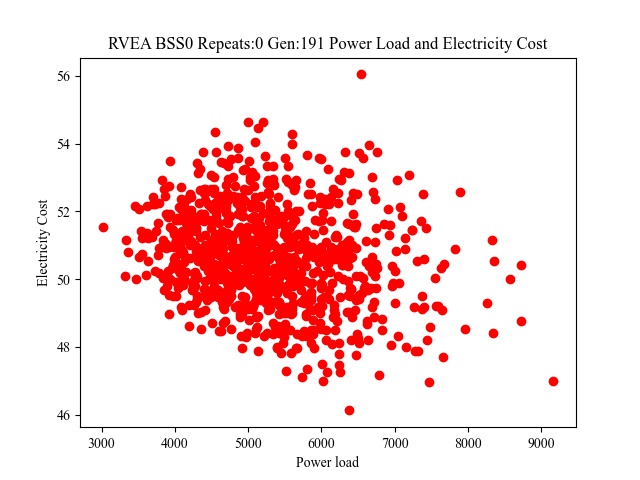 RVEA BSS0 Repeats:0 Gen:191 Power Load and Electricity Cost
56
54
52
50
48
46
Electricity Cost
3000 4000 5000 6000 7000 8000 9000
Power load